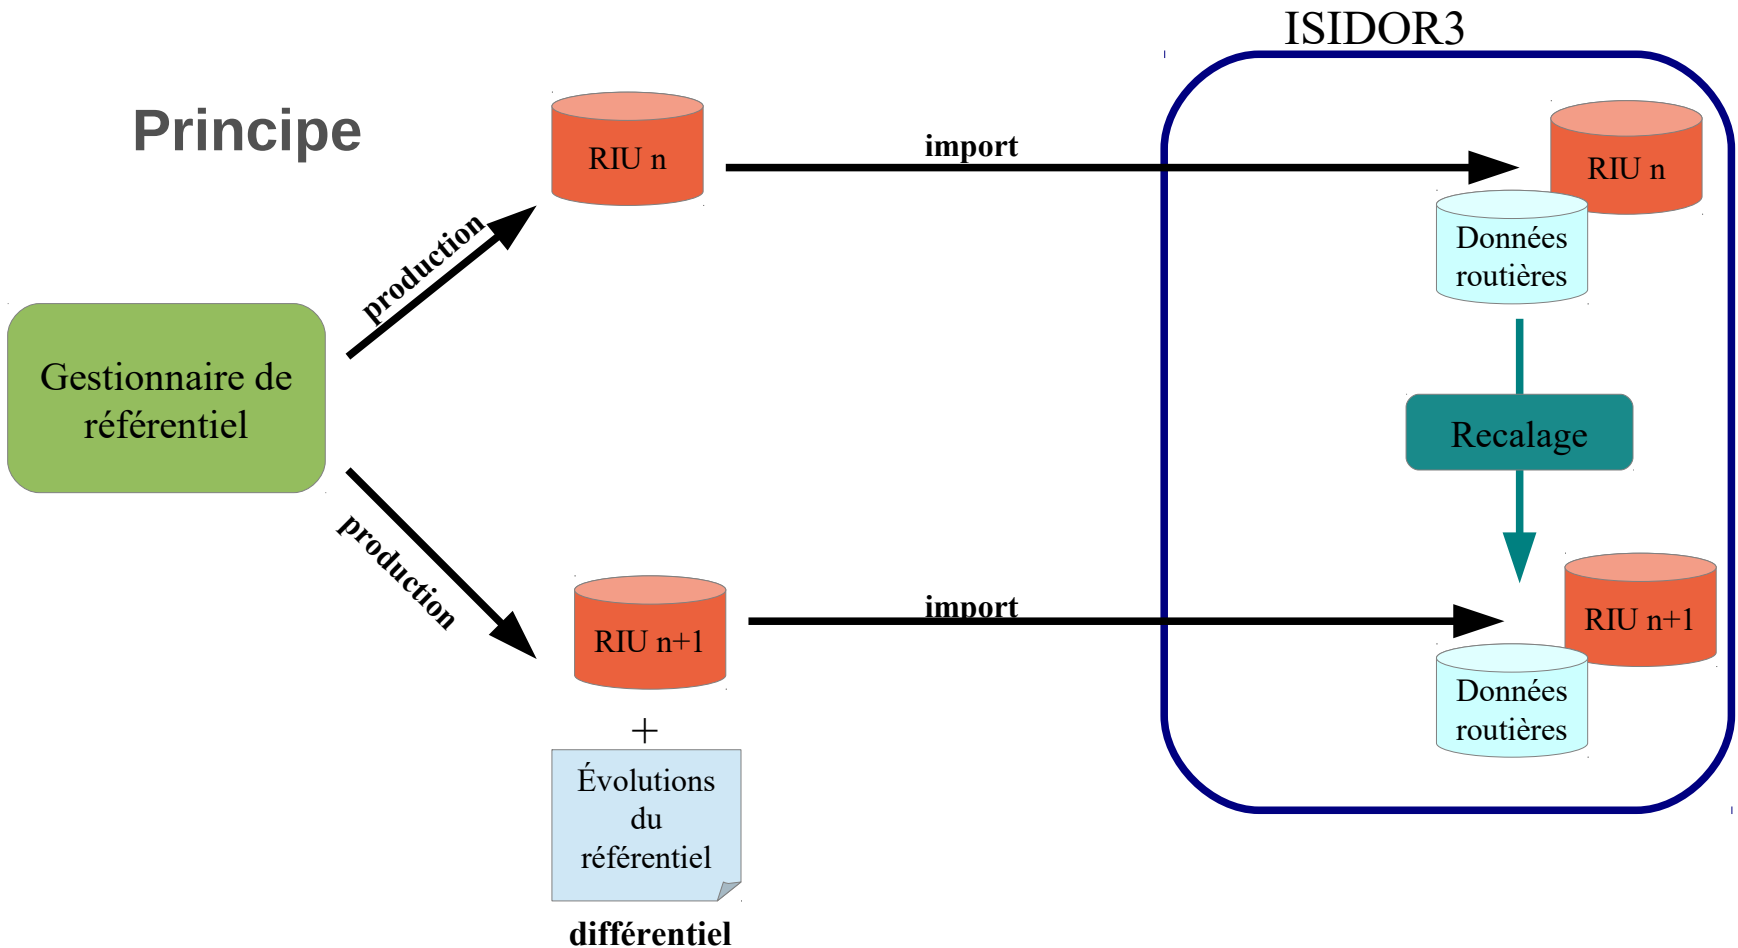 ISIDOR3
Principe
RIU n
import
RIU n
production
Données
routières
Gestionnaire de
référentiel
Recalage
production
RIU n+1
import
RIU n+1
Données
routières
+
Évolutions
du
référentiel
différentiel